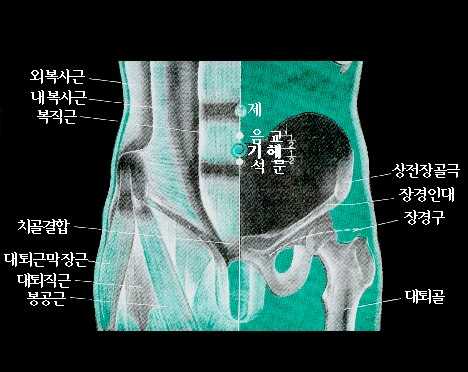 외복사근
내복사근
복직근
제
음 교
기 해
석 문
상전장골극
장경인대
장경구
치골결합
대퇴근막장근
대퇴직근
봉공근
대퇴골